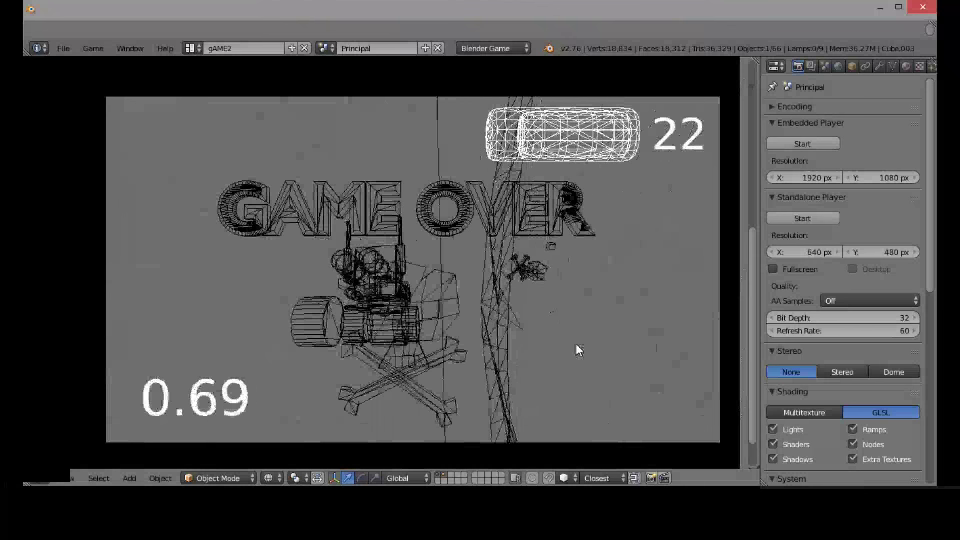 File Game Window Help gAME2 Principal Blender Game v2.76 | Verts:18,634 | Faces:18,312 | Tris:36,329 | Objects:1/66 | Lamps:0/9 | Mem:36.27M | Cube.003
Principal
Encoding
Embedded Player
Start
Resolution:
X: 1920 px Y: 1080 px
Standalone Player
Start
Resolution:
X: 640 px Y: 480 px
Fullscreen Desktop
Quality:
AA Samples: Off
Bit Depth: 32
Refresh Rate: 60
Stereo
None Stereo Dome
Shading
Multitexture GLSL
Lights Ramps
Shaders Nodes
Shadows Extra Textures
System
22
GAME OVER
0.69
Select Add Object Object Mode Global Closest